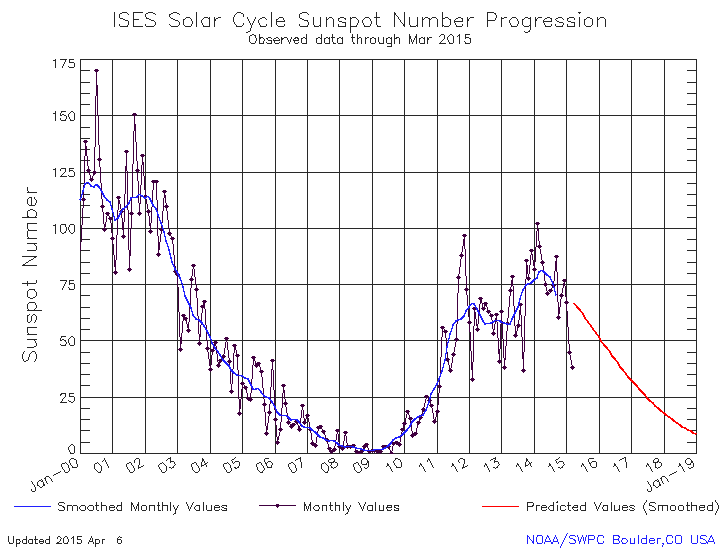 ISES Solar Cycle Sunspot Number Progression
Observed data through Mar 2015
Sunspot Number
175
150
125
100
75
50
25
0
Jan-00 01 02 03 04 05 06 07 08 09 10 11 12 13 14 15 16 17 18 Jan-19
Smoothed Monthly Values Monthly Values Predicted Values (Smoothed)
Updated 2015 Apr 6 NOAA/SWPC Boulder,CO USA